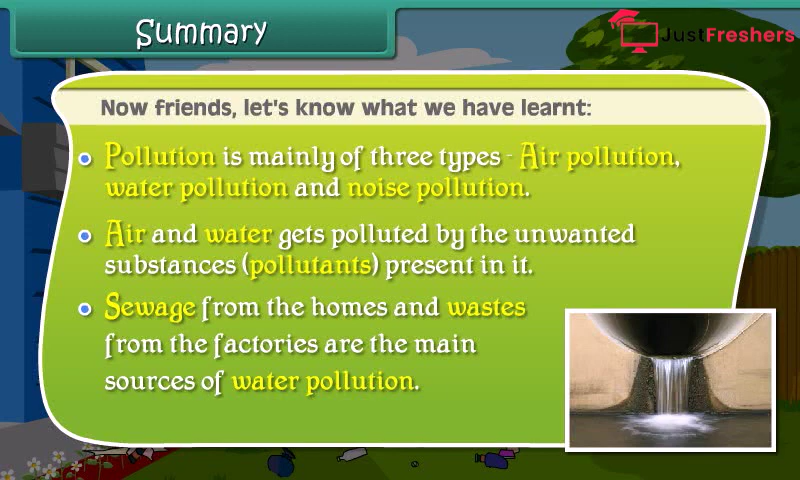 Summary
JustFreshers
Now friends, let's know what we have learnt:
Pollution is mainly of three types - Air pollution,
water pollution and noise pollution.
Air and water gets polluted by the unwanted
substances (pollutants) present in it.
Sewage from the homes and wastes
from the factories are the main
sources of water pollution.